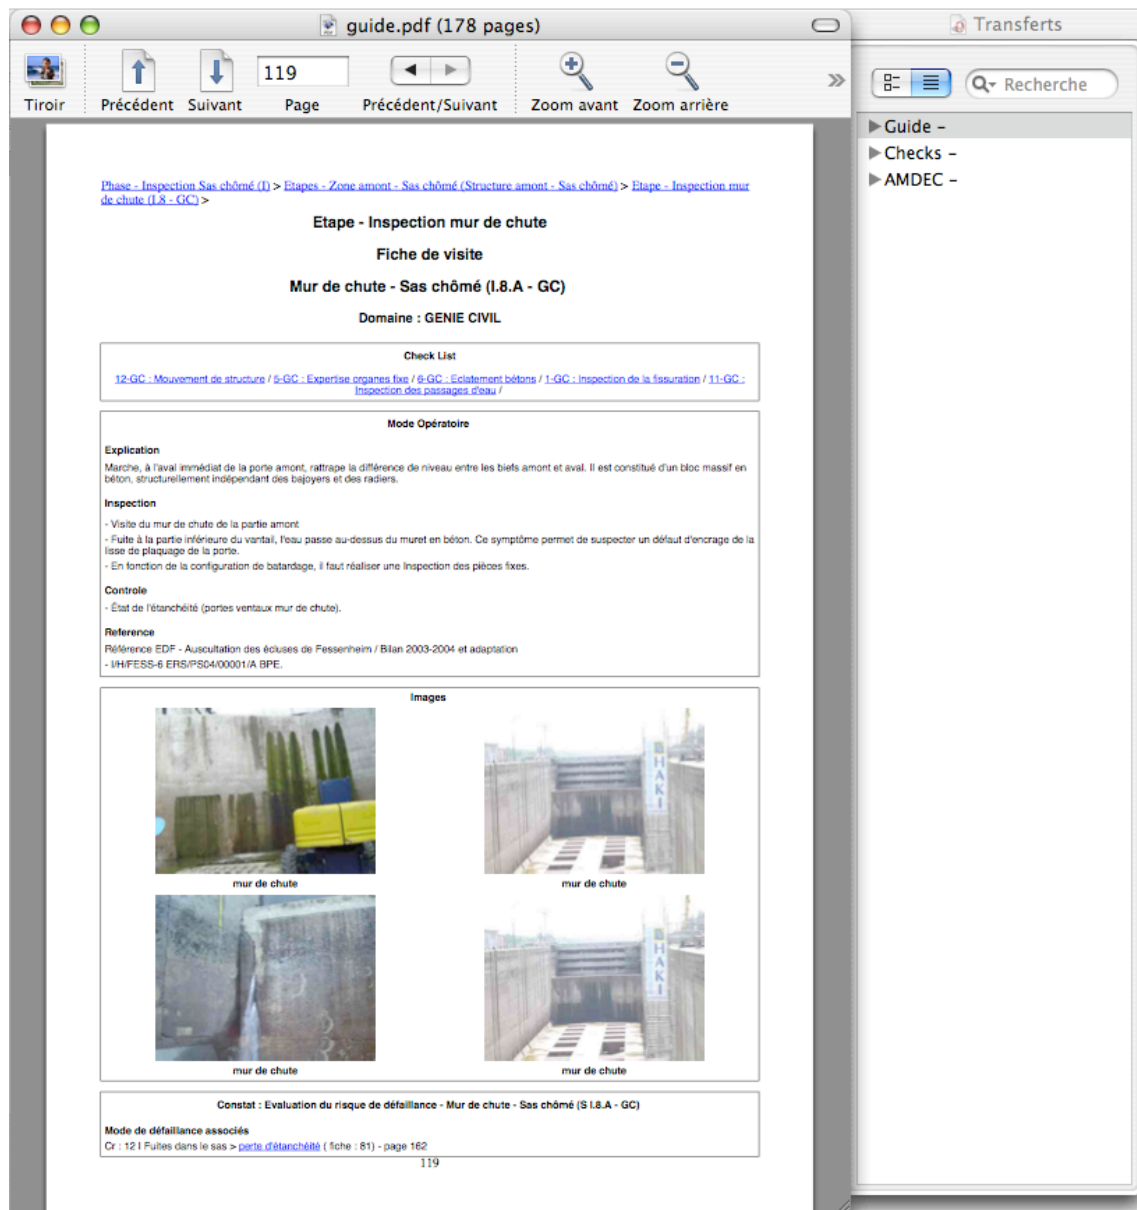 guide.pdf (178 pages)
Transferts
119
Tiroir
Précédent
Suivant
Page
Précédent/Suivant
Zoom avant
Zoom arrière
Recherche
Guide –
Checks –
AMDEC –
Phase - Inspection Sas chômé (I) > Etapes - Zone amont - Sas chômé (Structure amont - Sas chômé) > Etape - Inspection mur
de chute (I.8 - GC) >
Etape - Inspection mur de chute
Fiche de visite
Mur de chute - Sas chômé (I.8.A - GC)
Domaine : GENIE CIVIL
Check List
12-GC : Mouvement de structure / 5-GC : Expertise organes fixe / 6-GC : Eclatement bétons / 1-GC : Inspection de la fissuration / 11-GC :
Inspection des passages d'eau /
Mode Opératoire
Explication
Marche, à l'aval immédiat de la porte amont, rattrape la différence de niveau entre les biefs amont et aval. Il est constitué d'un bloc massif en
béton, structurellement indépendant des bajoyers et des radiers.
Inspection
- Visite du mur de chute de la partie amont
- Fuite à la partie inférieure du vantail, l'eau passe au-dessus du muret en béton. Ce symptôme permet de suspecter un défaut d'encrage de la
lisse de plaquage de la porte.
- En fonction de la configuration de batardage, il faut réaliser une Inspection des pièces fixes.
Controle
- État de l'étanchéité (portes ventaux mur de chute).
Reference
Référence EDF - Auscultation des écluses de Fessenheim / Bilan 2003-2004 et adaptation
- I/H/FESS-6 ERS/PS04/00001/A BPE.
Images
HAKI
mur de chute
mur de chute
HAKI
mur de chute
mur de chute
Constat : Evaluation du risque de défaillance - Mur de chute - Sas chômé (S I.8.A - GC)
Mode de défaillance associés
Cr : 12 I Fuites dans le sas > perte d'étanchéité ( fiche : 81) - page 162
119